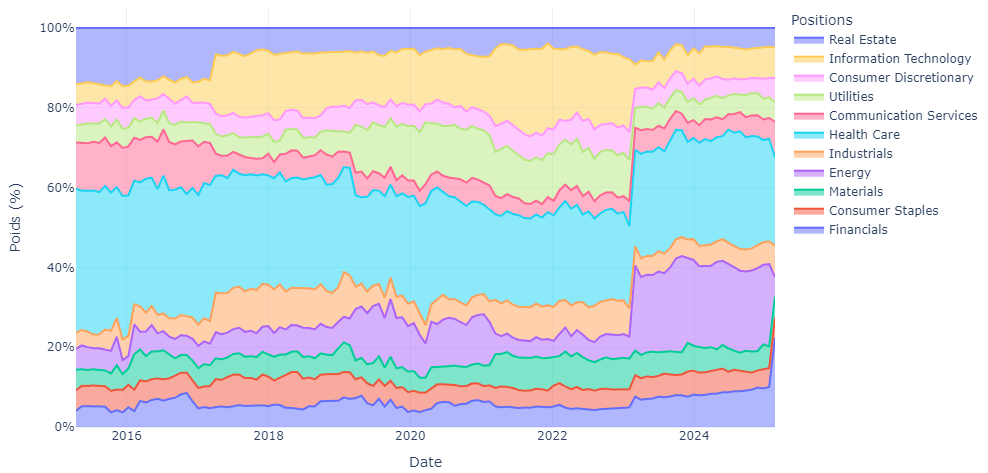 Positions
Real Estate
Information Technology
Consumer Discretionary
Utilities
Communication Services
Health Care
Industrials
Energy
Materials
Consumer Staples
Financials
100%
80%
60%
40%
20%
0%
Poids (%)
2016
2018
2020
2022
2024
Date